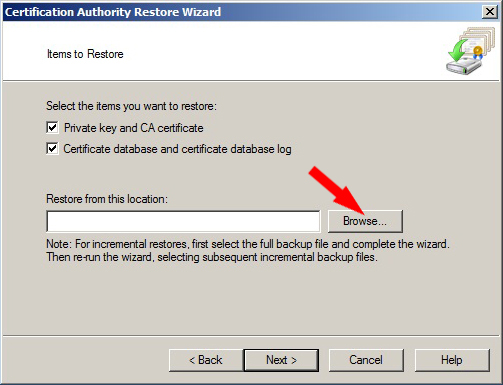 Certification Authority Restore Wizard
Items to Restore
Select the items you want to restore:
Private key and CA certificate
Certificate database and certificate database log
Restore from this location:
Browse...
Note: For incremental restores, first select the full backup file and complete the wizard.
Then re-run the wizard, selecting subsequent incremental backup files.
< Back Next > Cancel Help